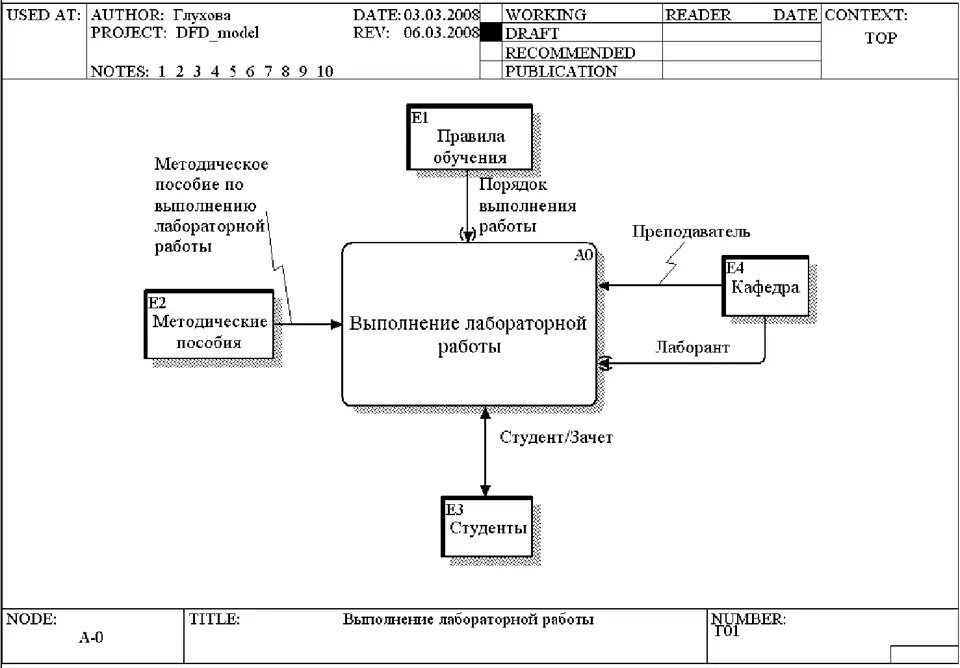 USED AT:
AUTHOR: Глухова
DATE: 03.03.2008
PROJECT: DFD_model
REV: 06.03.2008
NOTES: 1 2 3 4 5 6 7 8 9 10
WORKING
DRAFT
RECOMMENDED
PUBLICATION
READER
DATE
CONTEXT:
TOP
E1
Правила
обучения
Порядок
выполнения
работы
Методическое
пособие по
выполнению
лабораторной
работы
Преподаватель
E4
Кафедра
E2
Методические
пособия
A0
Выполнение лабораторной
работы
Лаборант
Студент/Зачет
E3
Студенты
NODE:
A-0
TITLE:
Выполнение лабораторной работы
NUMBER:
T01